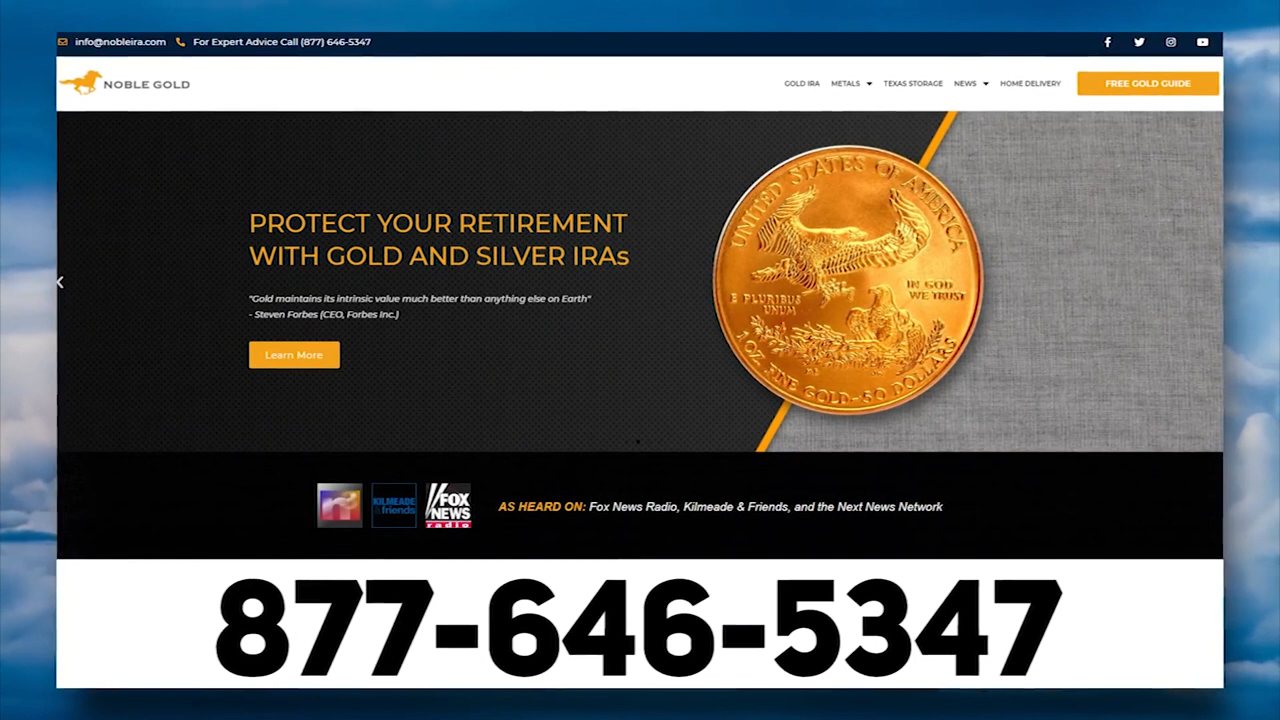 info@nobleira.com For Expert Advice Call (877) 646-5347
NOBLE GOLD
GOLD IRA METALS TEXAS STORAGE NEWS HOME DELIVERY FREE GOLD GUIDE
PROTECT YOUR RETIREMENT
WITH GOLD AND SILVER IRAs
"Gold maintains its intrinsic value much better than anything else on Earth"
- Steven Forbes (CEO, Forbes Inc.)
Learn More
UNITED STATES OF AMERICA
E PLURIBUS
UNUM
IN GOD
WE TRUST
1 OZ. FINE GOLD-50 DOLLARS
KILMEADE
&friends
FOX
NEWS
radio
AS HEARD ON: Fox News Radio, Kilmeade & Friends, and the Next News Network
877-646-5347